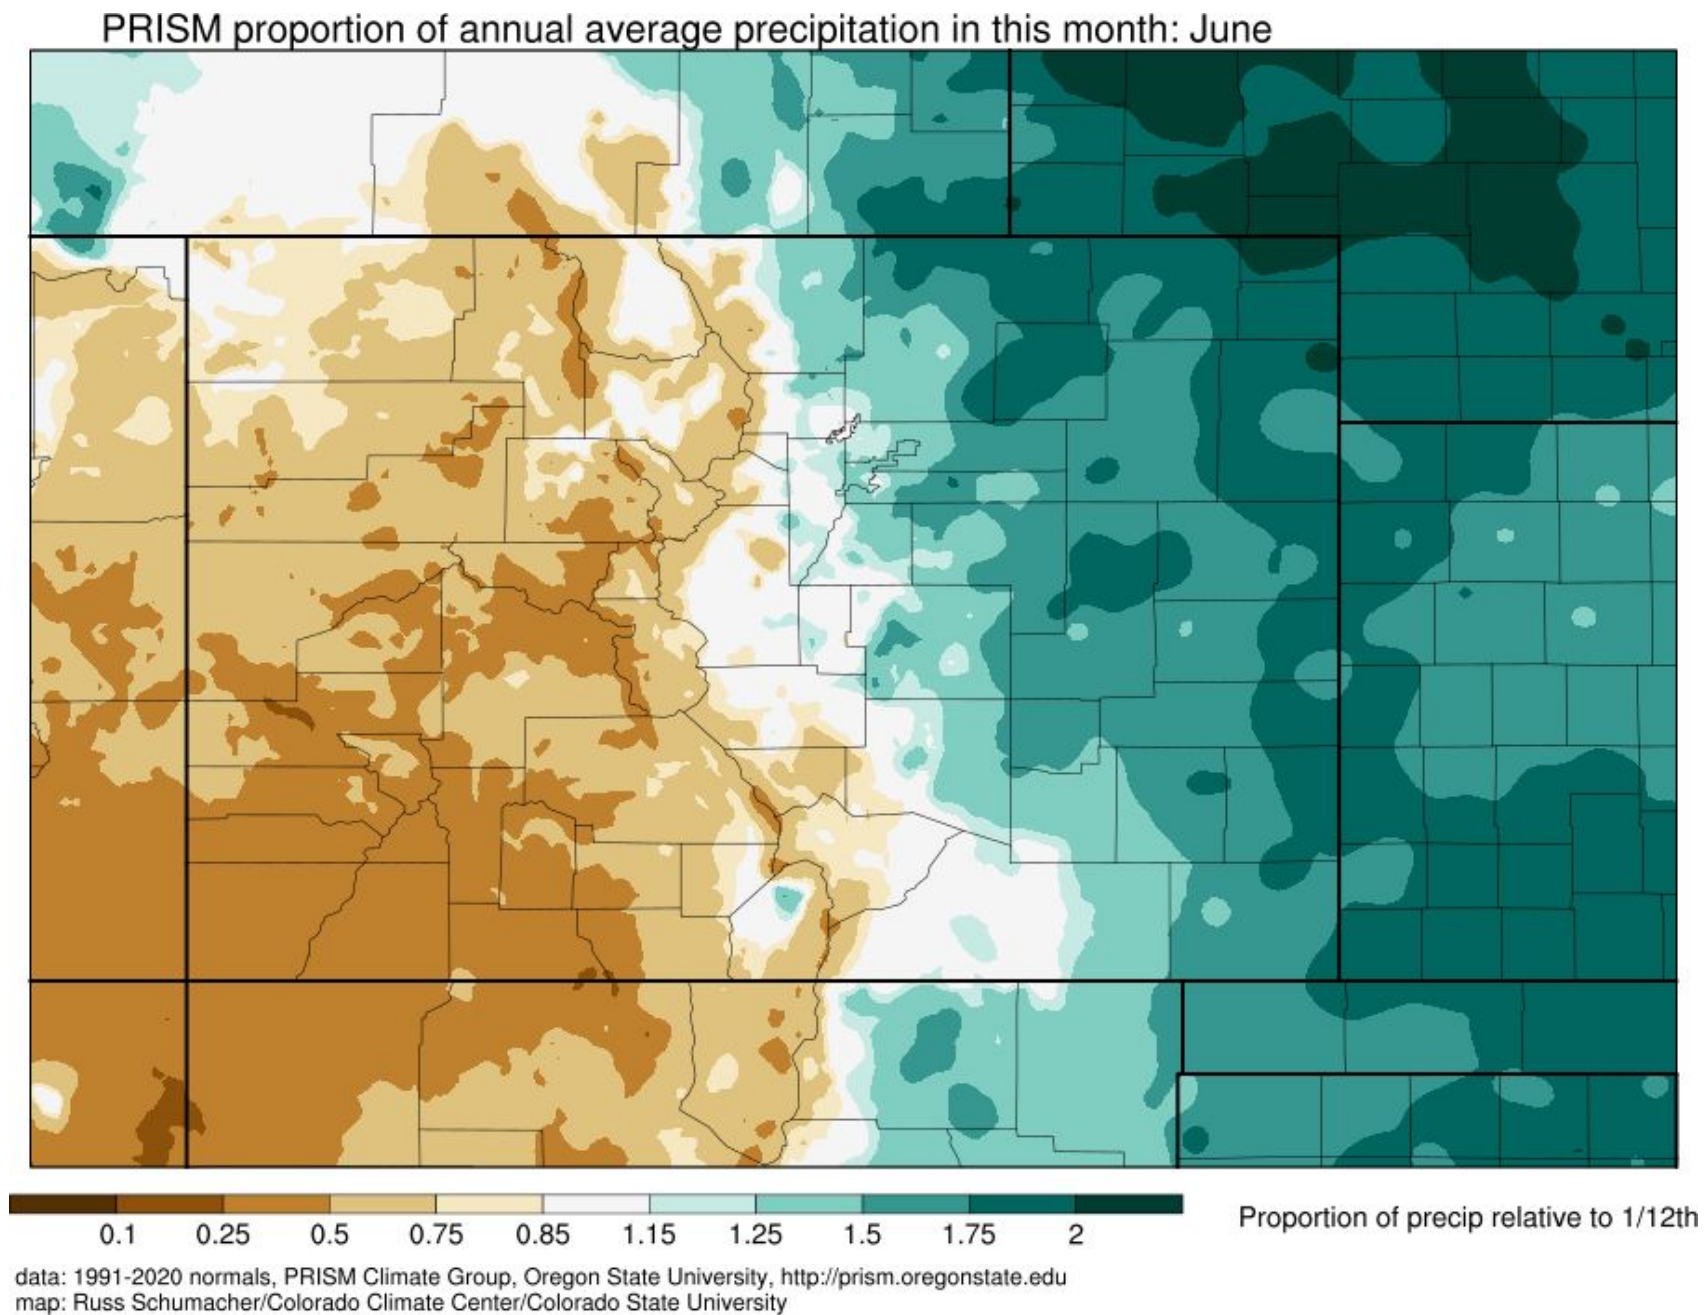 PRISM proportion of annual average precipitation in this month: June
0.1 0.25 0.5 0.75 0.85 1.15 1.25 1.5 1.75 2
Proportion of precip relative to 1/12th
data: 1991-2020 normals, PRISM Climate Group, Oregon State University, http://prism.oregonstate.edu
map: Russ Schumacher/Colorado Climate Center/Colorado State University